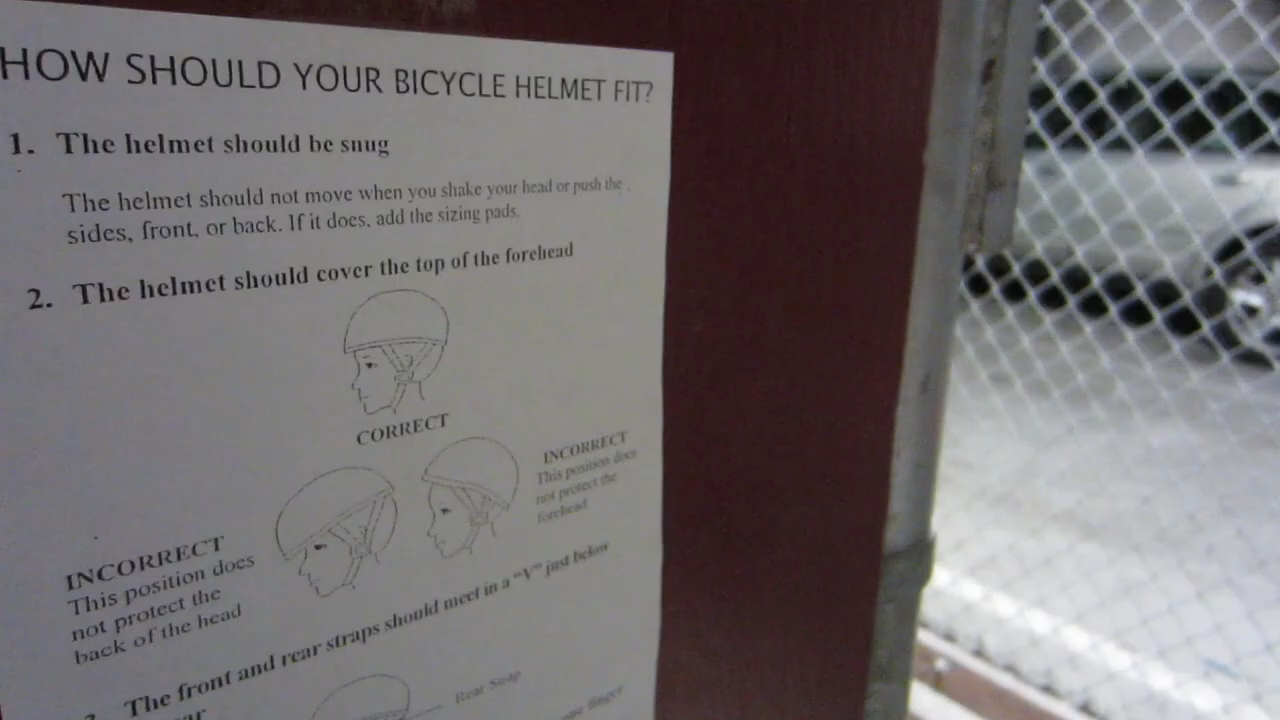 HOW SHOULD YOUR BICYCLE HELMET FIT?
1. The helmet should be snug
The helmet should not move when you shake your head or push the
sides, front, or back. If it does, add the sizing pads.
2. The helmet should cover the top of the forehead
CORRECT
INCORRECT
This position does
not protect the
forehead
INCORRECT
This position does
not protect the
back of the head
The front and rear straps should meet in a "V" just below
Rear Strap
finger